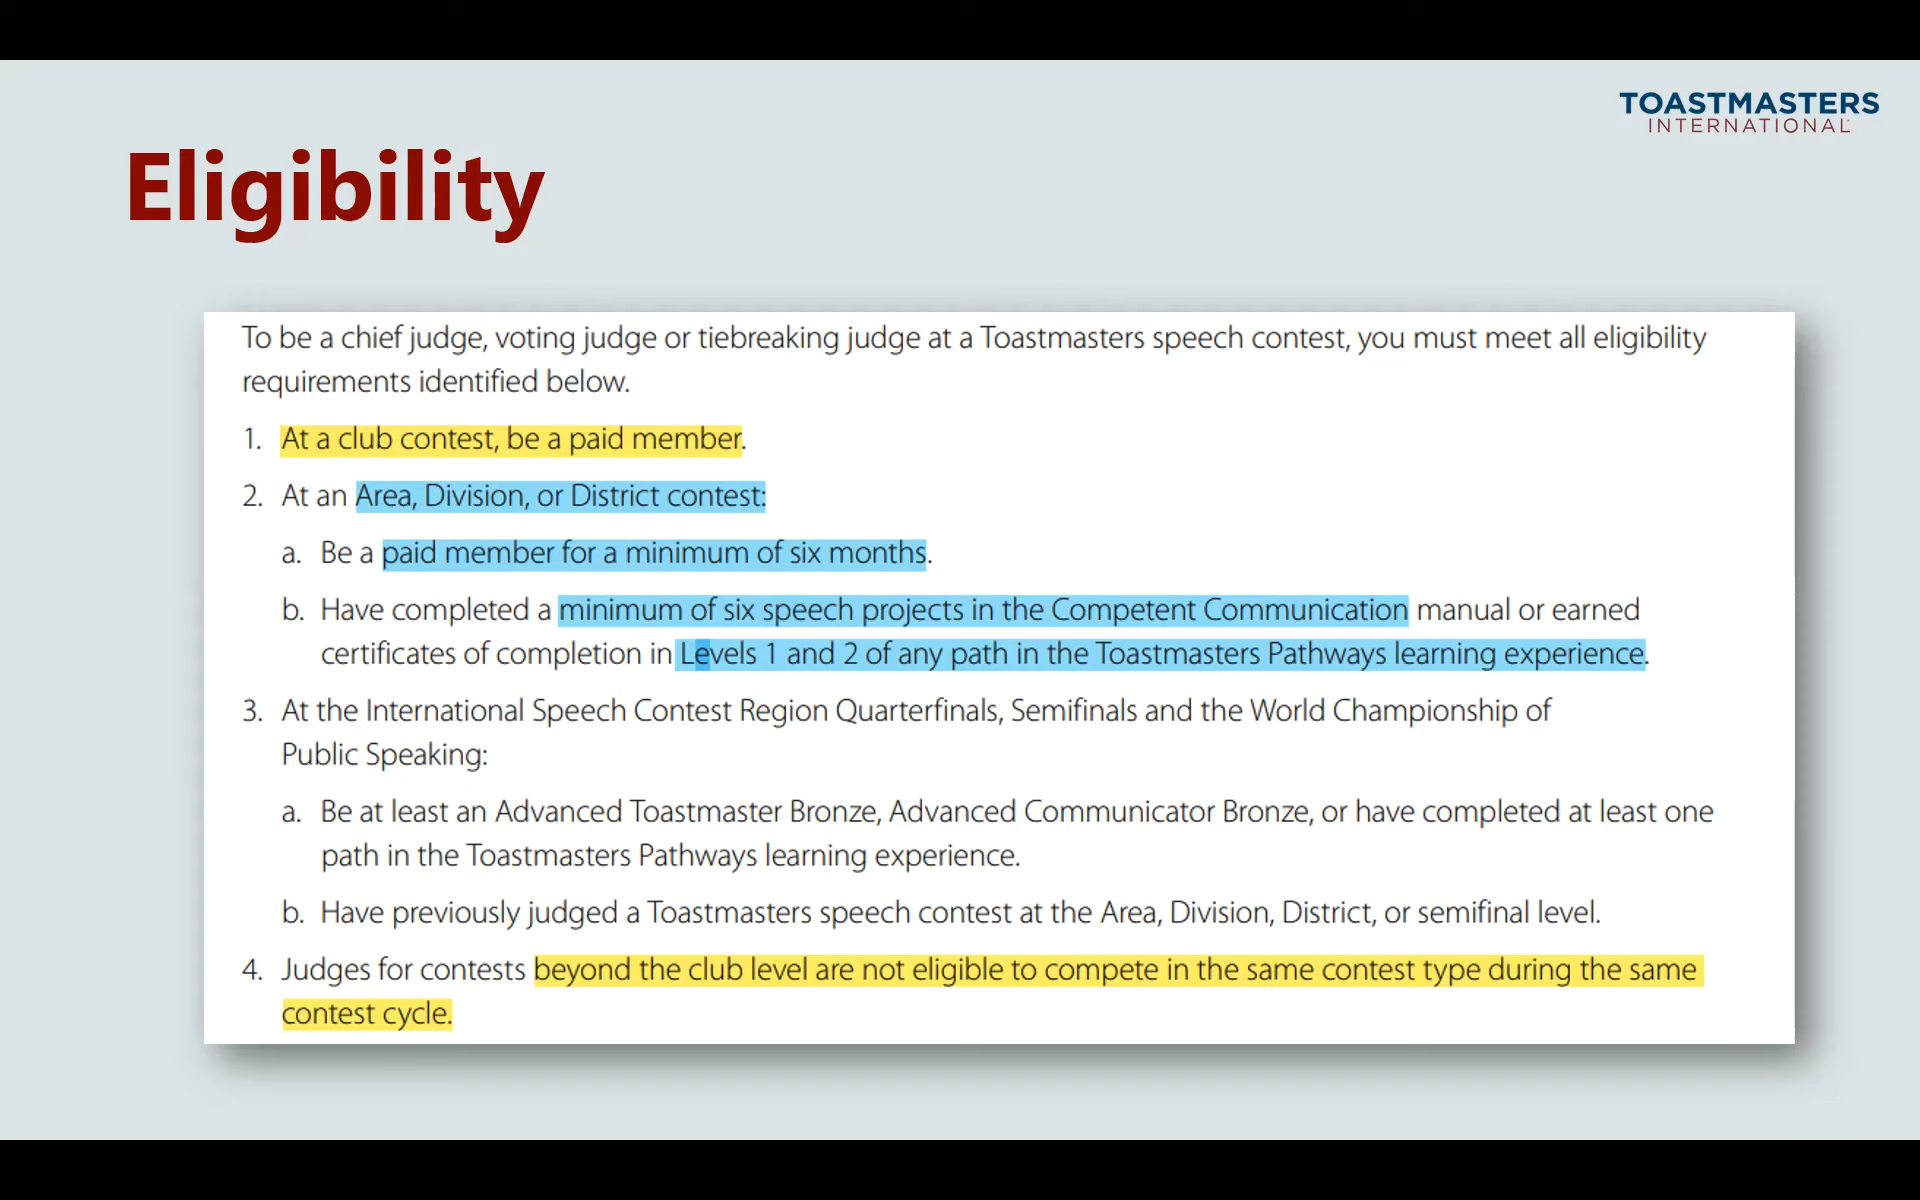 TOASTMASTERS
INTERNATIONAL
Eligibility
To be a chief judge, voting judge or tiebreaking judge at a Toastmasters speech contest, you must meet all eligibility
requirements identified below.
1. At a club contest, be a paid member.
2. At an Area, Division, or District contest:
a. Be a paid member for a minimum of six months.
b. Have completed a minimum of six speech projects in the Competent Communication manual or earned
certificates of completion in Levels 1 and 2 of any path in the Toastmasters Pathways learning experience.
3. At the International Speech Contest Region Quarterfinals, Semifinals and the World Championship of
Public Speaking:
a. Be at least an Advanced Toastmaster Bronze, Advanced Communicator Bronze, or have completed at least one
path in the Toastmasters Pathways learning experience.
b. Have previously judged a Toastmasters speech contest at the Area, Division, District, or semifinal level.
4. Judges for contests beyond the club level are not eligible to compete in the same contest type during the same
contest cycle.